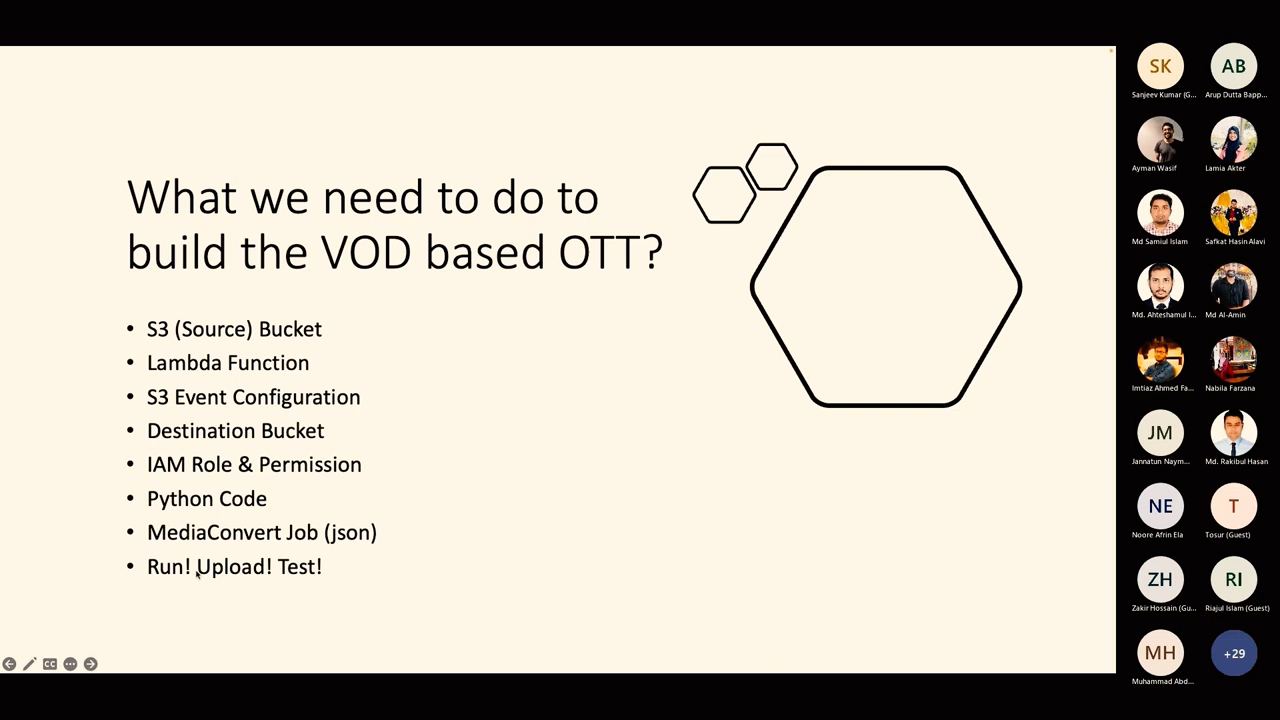 What we need to do to
build the VOD based OTT?
• S3 (Source) Bucket
• Lambda Function
• S3 Event Configuration
• Destination Bucket
• IAM Role & Permission
• Python Code
• MediaConvert Job (json)
• Run! Upload! Test!
CC
SK
AB
Sanjeev Kumar (G...
Arup Dutta Bapp...
Ayman Wasif
Lamia Akter
Md Samiul Islam
Safkat Hasin Alavi
Md. Ahteshamul I...
Md Al-Amin
Imtiaz Ahmed Fa...
Nabila Farzana
JM
Jannatun Naym...
Md. Rakibul Hasan
NE
T
Noore Afrin Ela
Tosur (Guest)
ZH
RI
Zakir Hossain (Gu...
Riajul Islam (Guest)
MH
+29
Muhammad Abd...